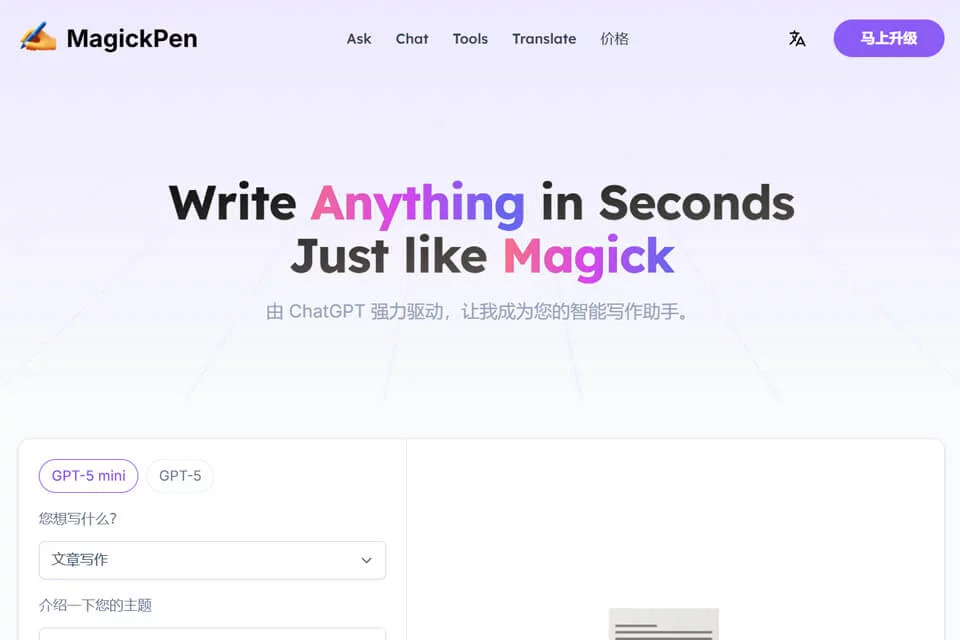 MagickPen
Ask Chat Tools Translate 价格
马上升级
Write Anything in Seconds
Just like Magick
由 ChatGPT 强力驱动，让我成为您的智能写作助手。
GPT-5 mini GPT-5
您想写什么?
文章写作
介绍一下您的主题